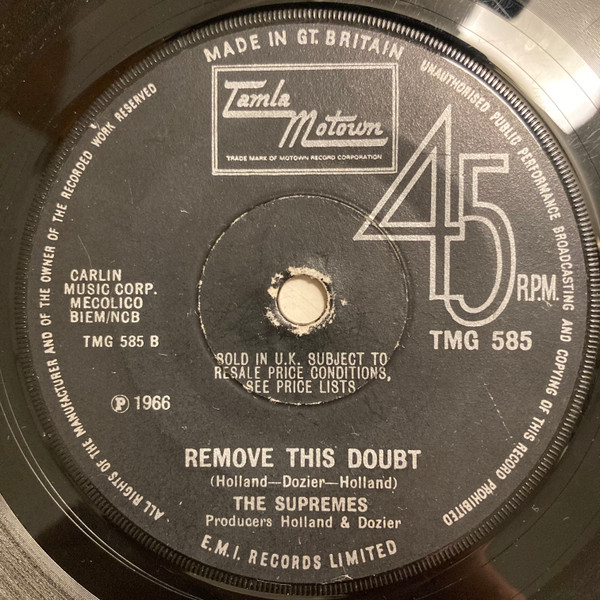 MADE IN GT. BRITAIN
UNAUTHORISED PUBLIC PERFORMANCE BROADCASTING AND COPYING OF THIS RECORD PROHIBITED
ALL RIGHTS OF THE MANUFACTURER AND OF THE OWNER OF THE RECORDED WORK RESERVED
Tamla
Motown
TRADE MARK OF MOTOWN RECORD CORPORATION
45
R.P.M.
CARLIN
MUSIC CORP.
MECOLICO
BIEM/NCB
TMG 585 B
TMG 585
SOLD IN U.K. SUBJECT TO
RESALE PRICE CONDITIONS,
SEE PRICE LISTS
℗ 1966
REMOVE THIS DOUBT
(Holland—Dozier—Holland)
THE SUPREMES
Producers Holland & Dozier
E.M.I. RECORDS LIMITED